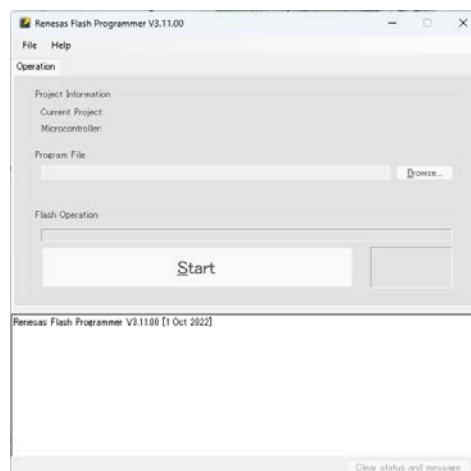 Renesas Flash Programmer V3.11.00
File Help
Operation
Project Information
Current Project:
Microcontroller:
Program File
Browse...
Flash Operation
Start
Renesas Flash Programmer V3.11.00 [1 Oct 2022]
Clear status and message